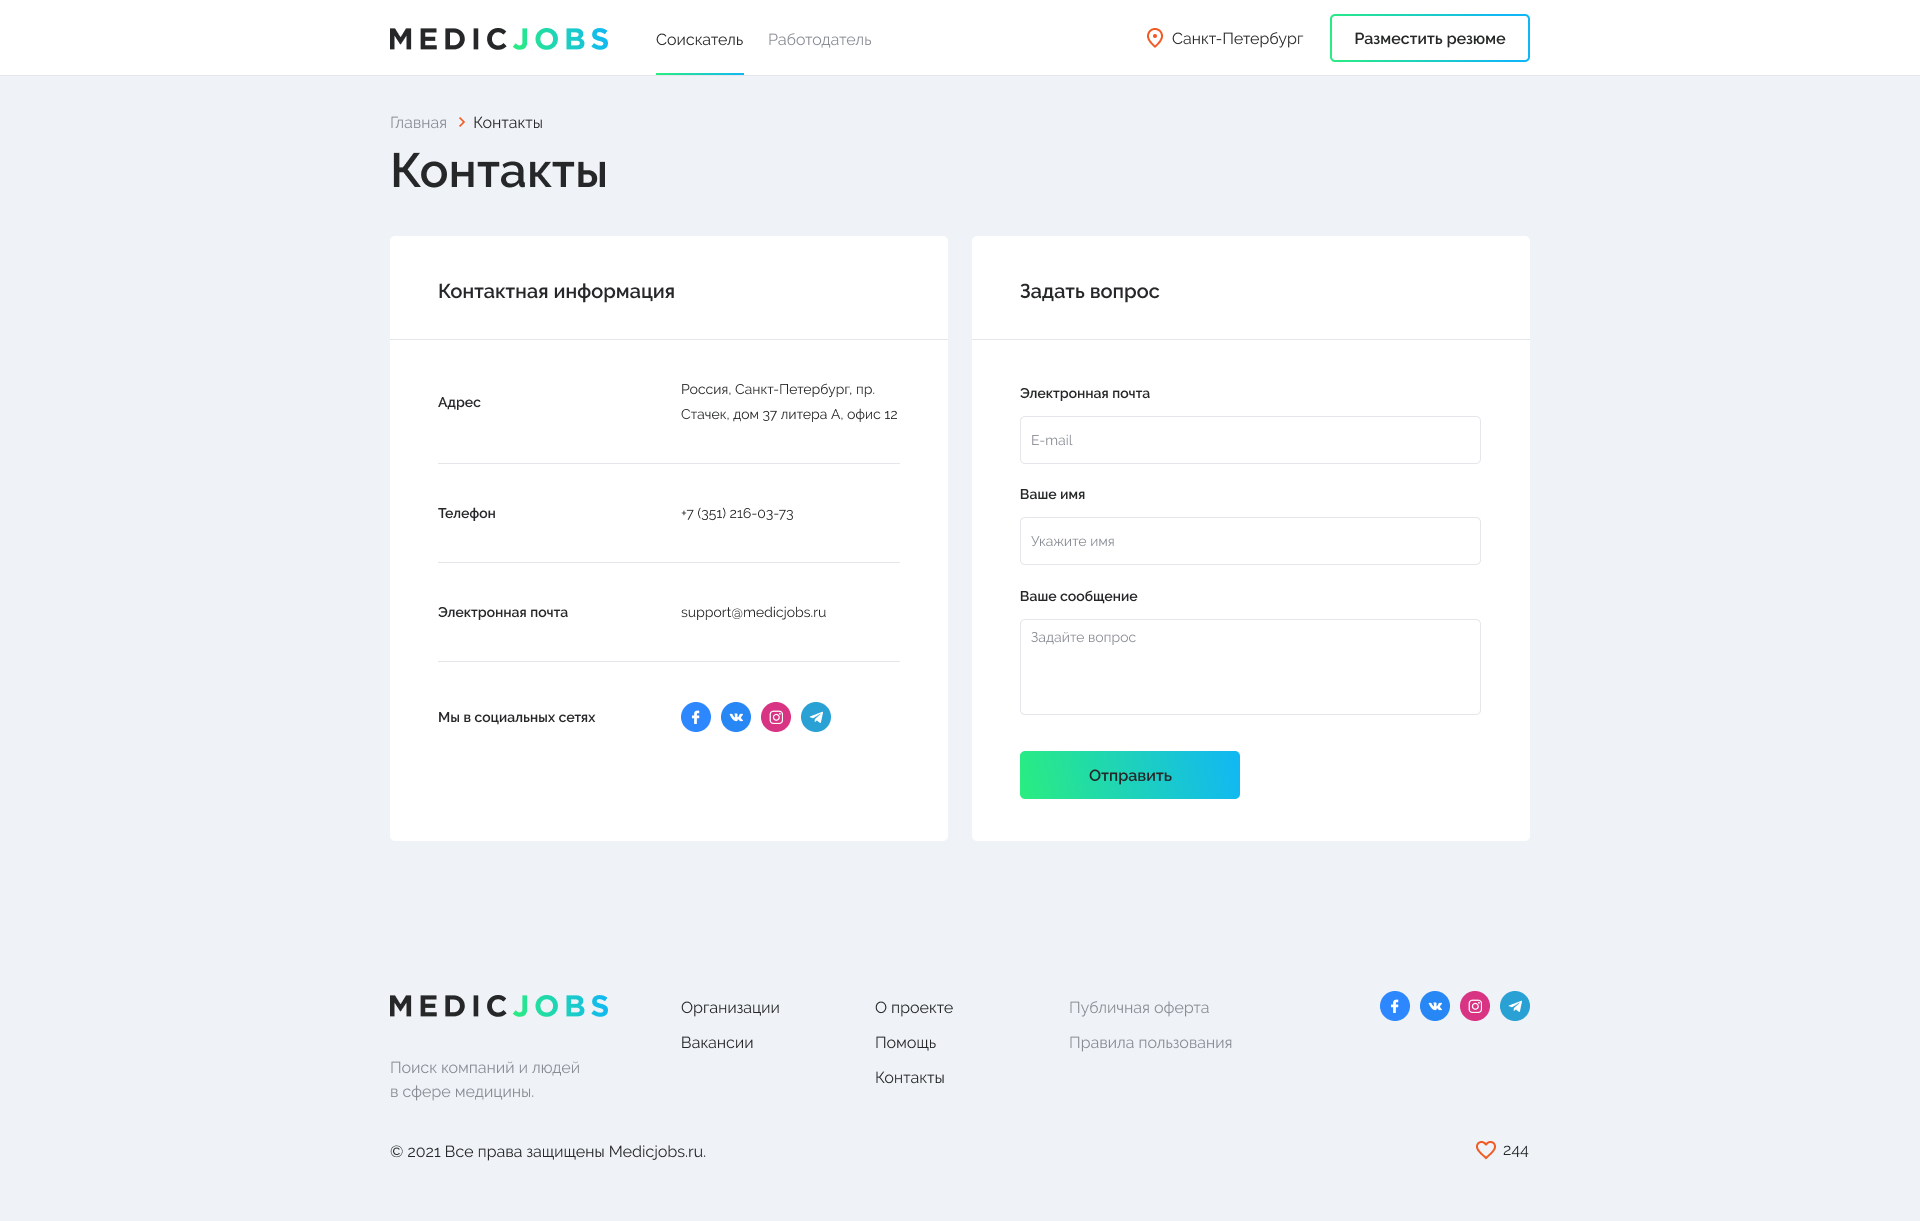 MEDICJOBS
Соискатель
Работодатель
Санкт-Петербург
Разместить резюме
Главная
Контакты
Контакты
Контактная информация
Адрес
Россия, Санкт-Петербург, пр.
Стачек, дом 37 литера А, офис 12
Телефон
+7 (351) 216-03-73
Электронная почта
support@medicjobs.ru
Мы в социальных сетях
Задать вопрос
Электронная почта
E-mail
Ваше имя
Укажите имя
Ваше сообщение
Задайте вопрос
Отправить
MEDICJOBS
Поиск компаний и людей
в сфере медицины.
Организации
Вакансии
О проекте
Помощь
Контакты
Публичная оферта
Правила пользования
© 2021 Все права защищены Medicjobs.ru.
244